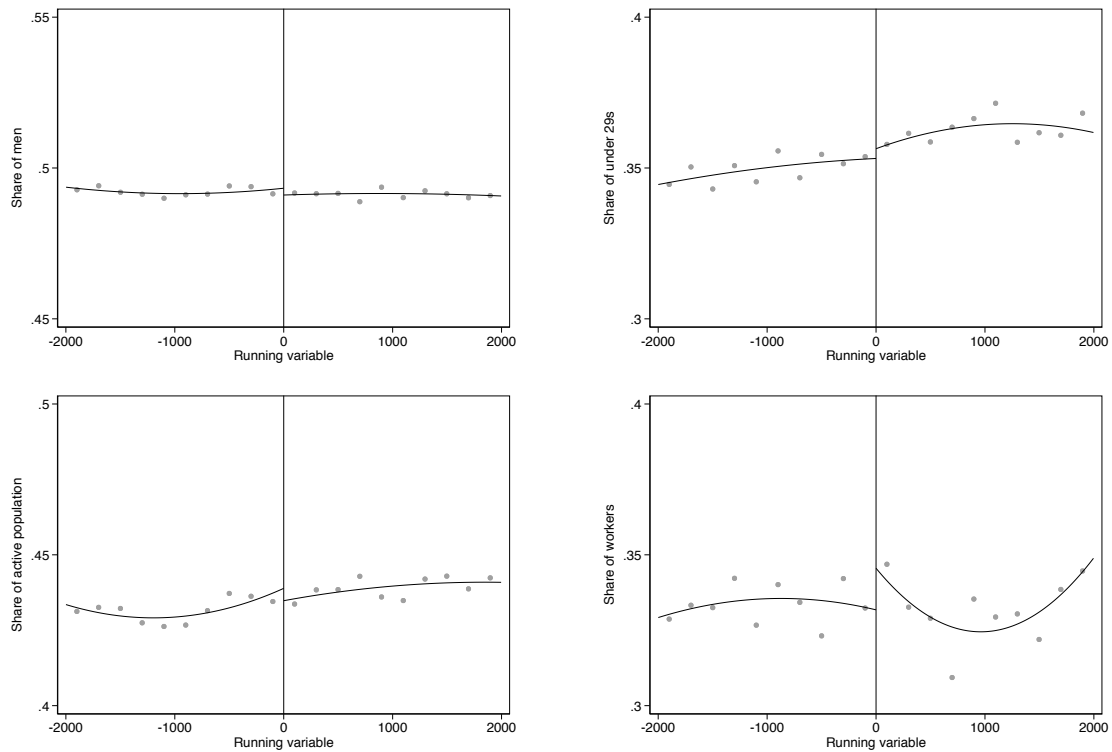 Share of men
.55
.5
.45
-2000 -1000 0 1000 2000
Running variable
Share of under 29s
.4
.35
.3
-2000 -1000 0 1000 2000
Running variable
Share of active population
.5
.45
.4
-2000 -1000 0 1000 2000
Running variable
Share of workers
.4
.35
.3
-2000 -1000 0 1000 2000
Running variable